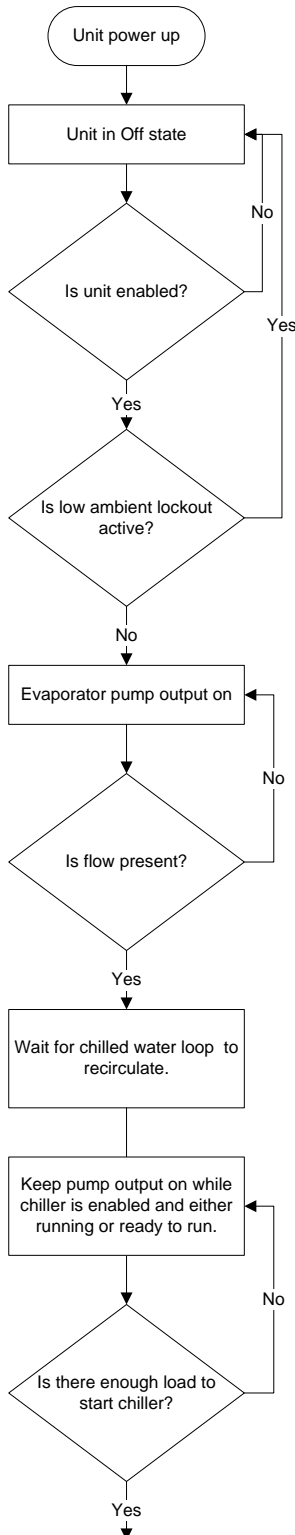 Unit power up
Unit in Off state
No
Is unit enabled?
Yes
Yes
Is low ambient lockout
active?
No
Evaporator pump output on
No
Is flow present?
Yes
Wait for chilled water loop to
recirculate.
Keep pump output on while
chiller is enabled and either
running or ready to run.
No
Is there enough load to
start chiller?
Yes